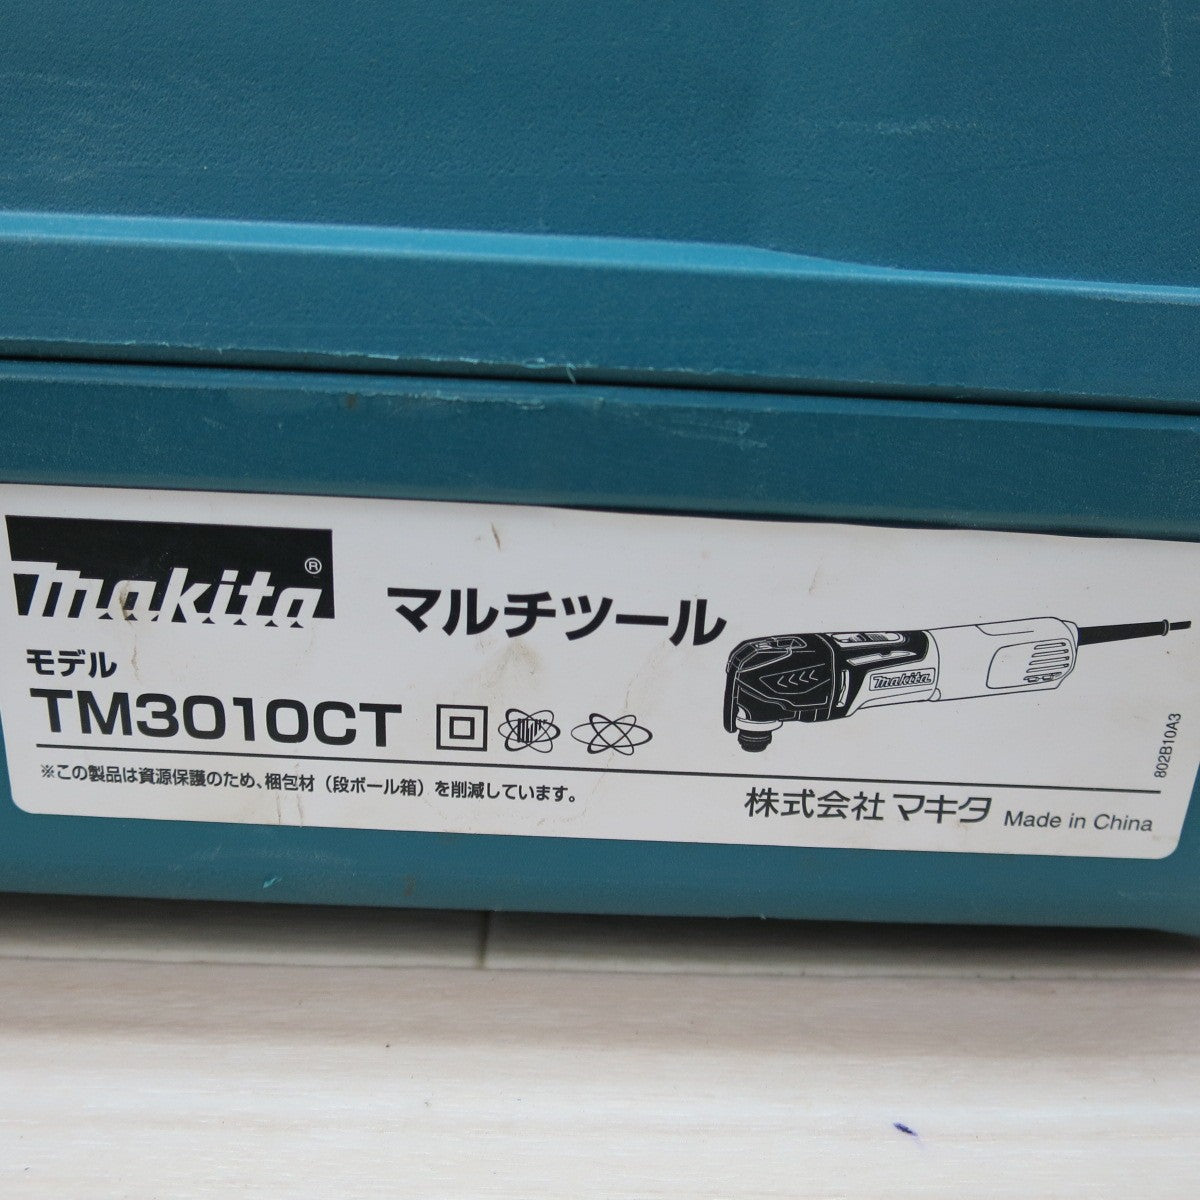 makita®
マルチツール
モデル
TM3010CT
※この製品は資源保護のため、梱包材（段ボール箱）を削減しています。
makita
802B10A3
株式会社マキタ Made in China